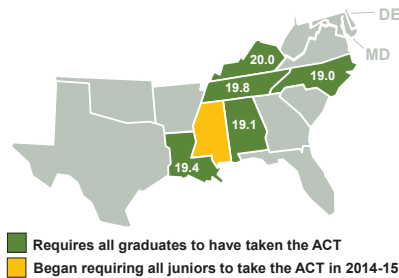 DE
MD
20.0
19.8
19.0
19.1
19.4
Requires all graduates to have taken the ACT
Began requiring all juniors to take the ACT in 2014-15